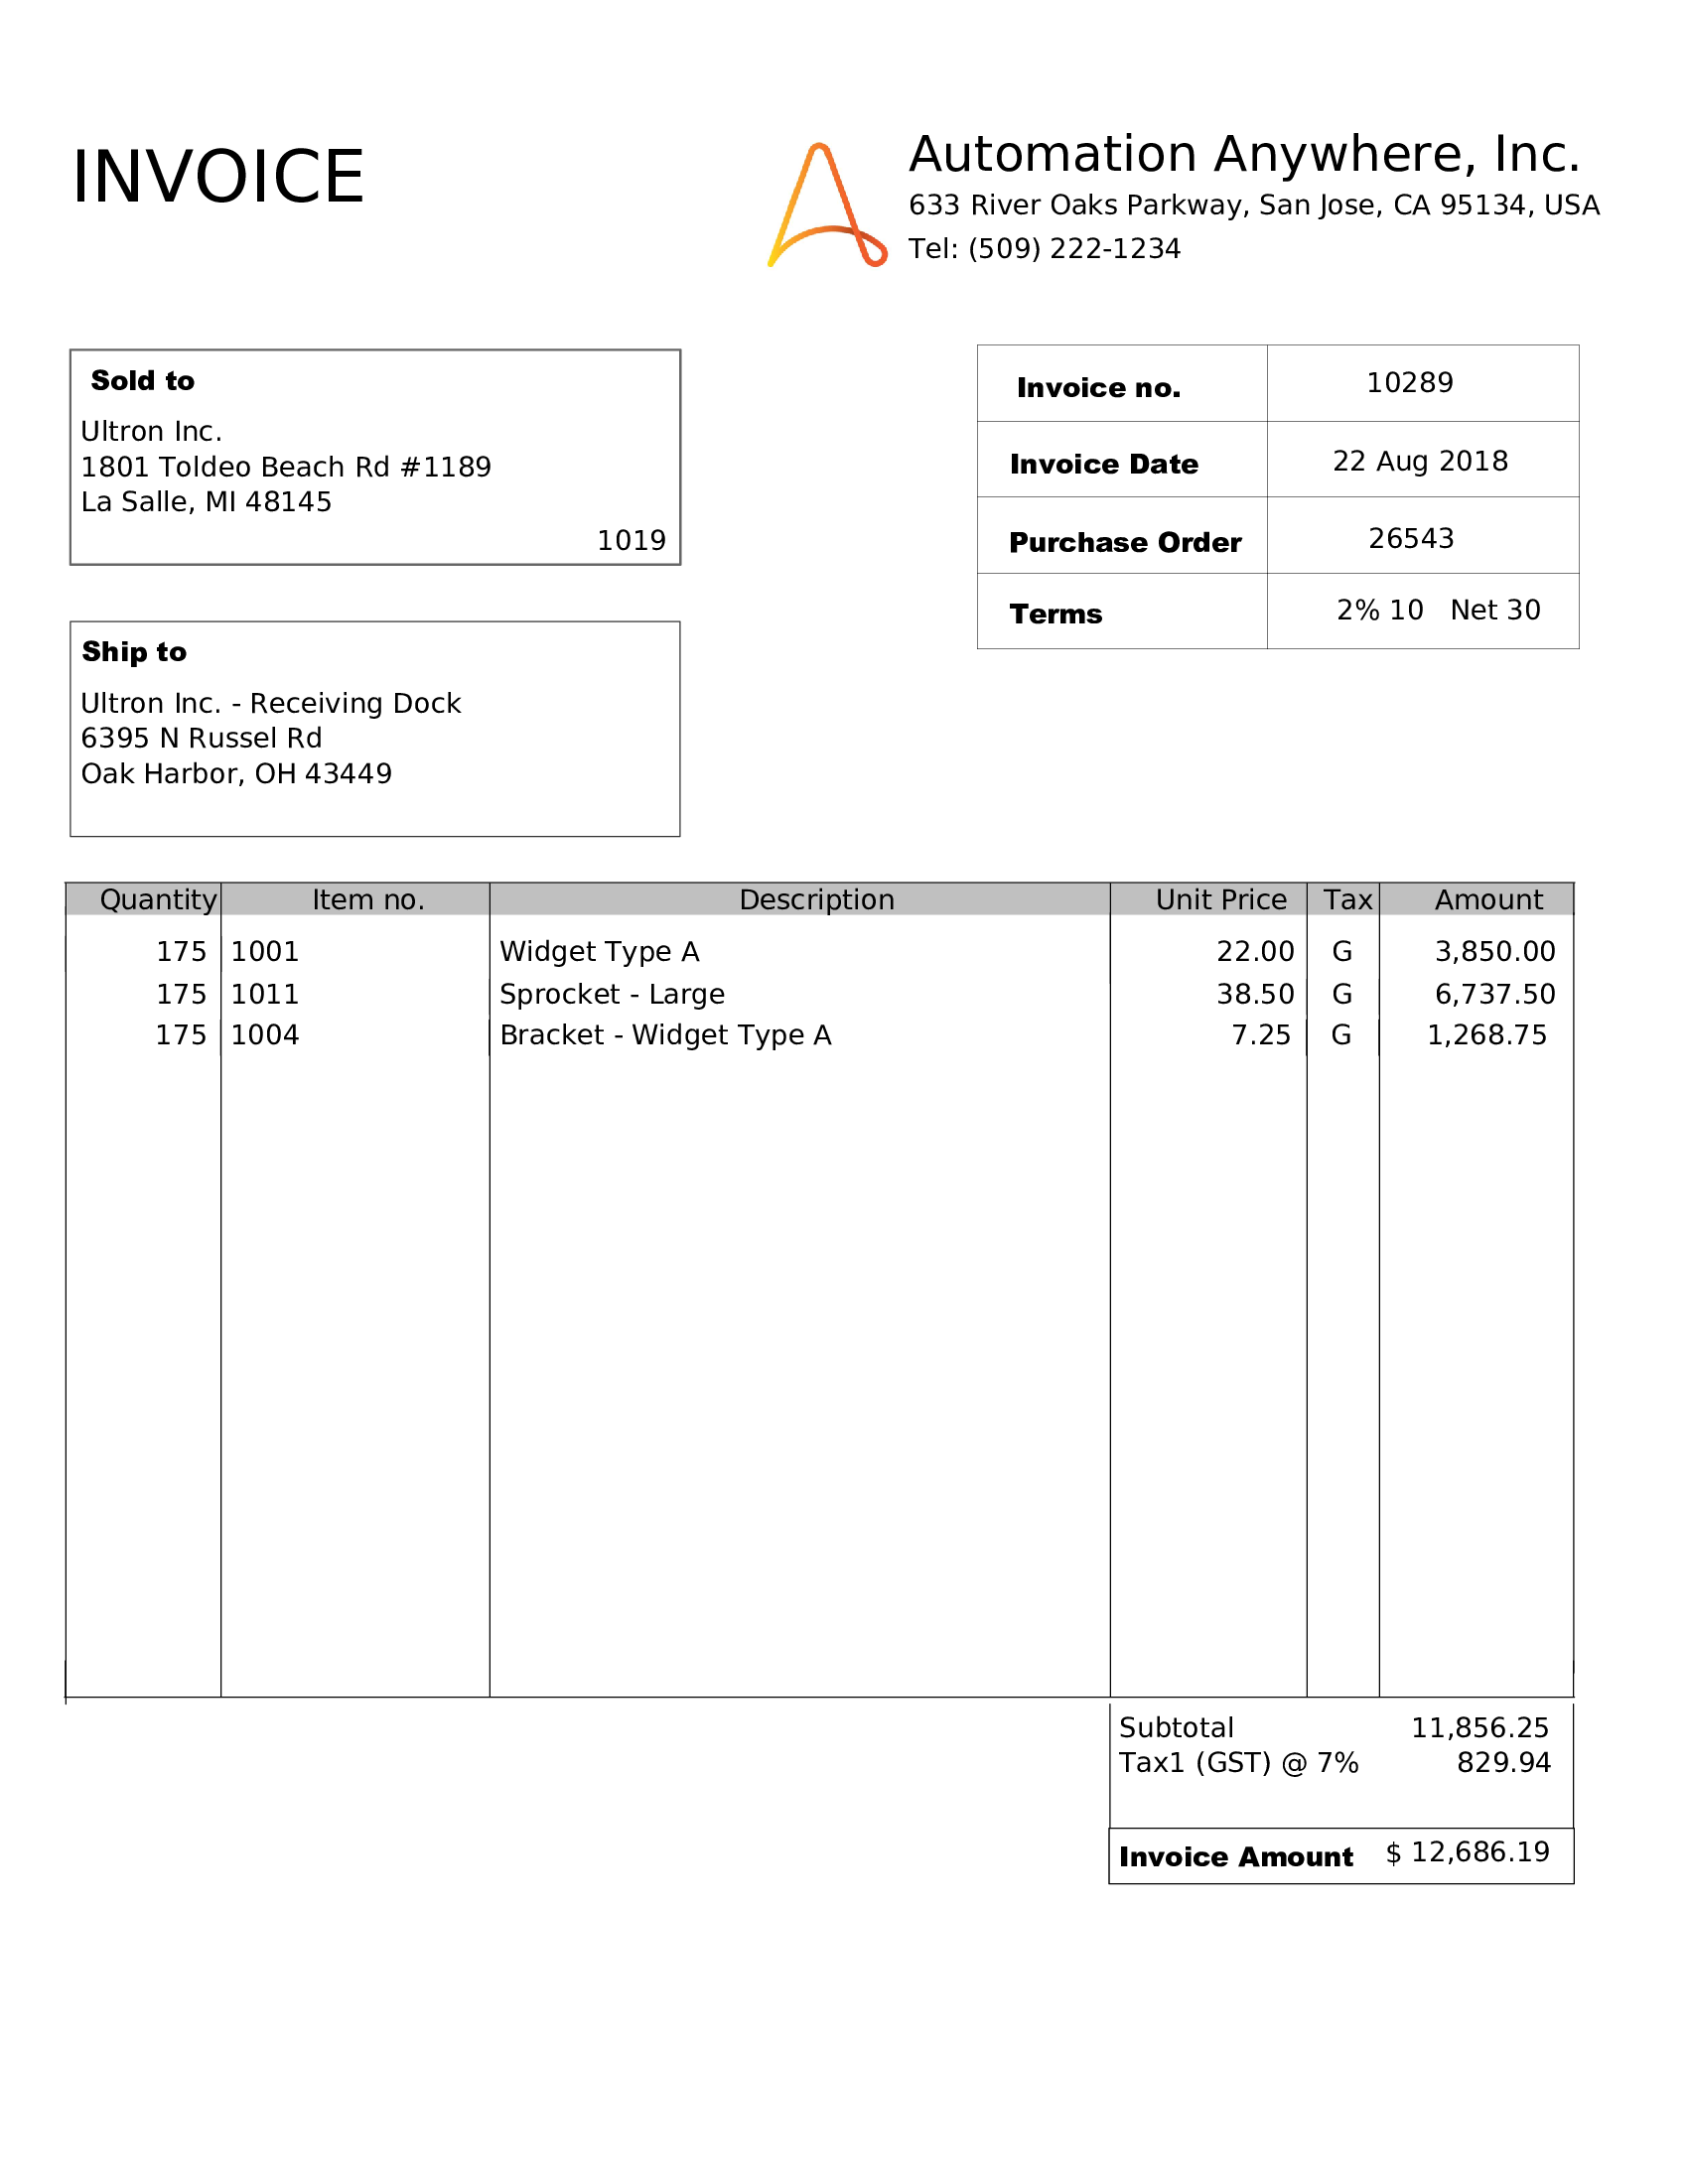 INVOICE
Automation Anywhere, Inc.
633 River Oaks Parkway, San Jose, CA 95134, USA
Tel: (509) 222-1234
Sold to
Ultron Inc.
1801 Toldeo Beach Rd #1189
La Salle, MI 48145
1019
Invoice no. 10289
Invoice Date 22 Aug 2018
Purchase Order 26543
Terms 2% 10 Net 30
Ship to
Ultron Inc. - Receiving Dock
6395 N Russel Rd
Oak Harbor, OH 43449
Quantity Item no. Description Unit Price Tax Amount
175 1001 Widget Type A 22.00 G 3,850.00
175 1011 Sprocket - Large 38.50 G 6,737.50
175 1004 Bracket - Widget Type A 7.25 G 1,268.75
Subtotal 11,856.25
Tax1 (GST) @ 7% 829.94
Invoice Amount $ 12,686.19